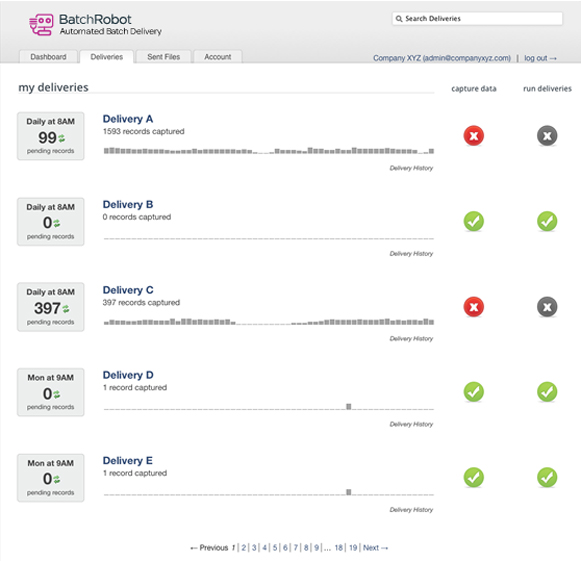 BatchRobot
Automated Batch Delivery
Search Deliveries
Dashboard Deliveries Sent Files Account
Company XYZ (admin@companyxyz.com) | log out →
my deliveries capture data run deliveries
Daily at 8AM
99
pending records
Delivery A
1593 records captured
Delivery History
Daily at 8AM
0
pending records
Delivery B
0 records captured
Delivery History
Daily at 8AM
397
pending records
Delivery C
397 records captured
Delivery History
Mon at 9AM
0
pending records
Delivery D
1 record captured
Delivery History
Mon at 9AM
0
pending records
Delivery E
1 record captured
Delivery History
← Previous 1 | 2 | 3 | 4 | 5 | 6 | 7 | 8 | 9 | ... 18 | 19 | Next →